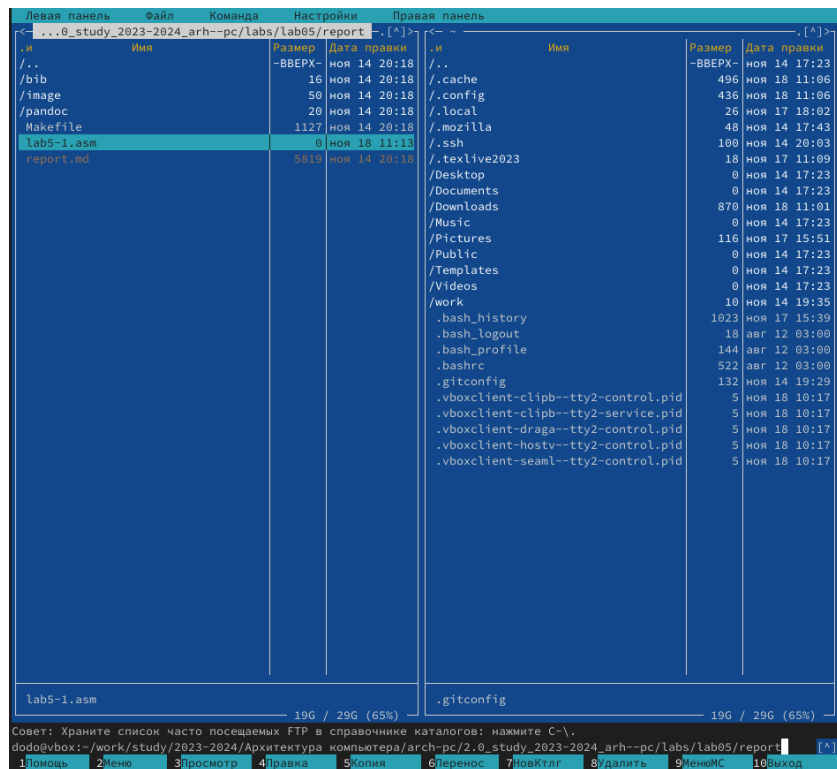 Левая панель Файл Команда Настройки Правая панель
<— ...0_study_2023-2024_arh--pc/labs/lab05/report —.[^]>
.и Имя Размер Дата правки
/.. -ВВЕРХ- ноя 14 20:18
/bib 16 ноя 14 20:18
/image 50 ноя 14 20:18
/pandoc 20 ноя 14 20:18
Makefile 1127 ноя 14 20:18
lab5-1.asm 0 ноя 18 11:13
report.md 5819 ноя 14 20:18
lab5-1.asm
19G / 29G (65%)
<— ~ —.[^]>
.и Имя Размер Дата правки
/.. -ВВЕРХ- ноя 14 17:23
/.cache 496 ноя 18 11:06
/.config 436 ноя 18 11:06
/.local 26 ноя 17 18:02
/.mozilla 48 ноя 14 17:43
/.ssh 100 ноя 14 20:03
/.texlive2023 18 ноя 17 11:09
/Desktop 0 ноя 14 17:23
/Documents 0 ноя 14 17:23
/Downloads 870 ноя 18 11:01
/Music 0 ноя 14 17:23
/Pictures 116 ноя 17 15:51
/Public 0 ноя 14 17:23
/Templates 0 ноя 14 17:23
/Videos 0 ноя 14 17:23
/work 10 ноя 14 19:35
.bash_history 1023 ноя 17 15:39
.bash_logout 18 авг 12 03:00
.bash_profile 144 авг 12 03:00
.bashrc 522 авг 12 03:00
.gitconfig 132 ноя 14 19:29
.vboxclient-clipb~~tty2-control.pid 5 ноя 18 10:17
.vboxclient-clipb~~tty2-service.pid 5 ноя 18 10:17
.vboxclient-draga~~tty2-control.pid 5 ноя 18 10:17
.vboxclient-hostv~~tty2-control.pid 5 ноя 18 10:17
.vboxclient-seaml~~tty2-control.pid 5 ноя 18 10:17
.gitconfig
19G / 29G (65%)
Совет: Храните список часто посещаемых FTP в справочнике каталогов: нажмите C-\.
dodo@vbox:~/work/study/2023-2024/Архитектура компьютера/arch-pc/2.0_study_2023-2024_arh--pc/labs/lab05/report [^]
1Помощь 2Меню 3Просмотр 4Правка 5Копия 6Перенос 7НовКтлг 8Удалить 9МенюМС 10Выход